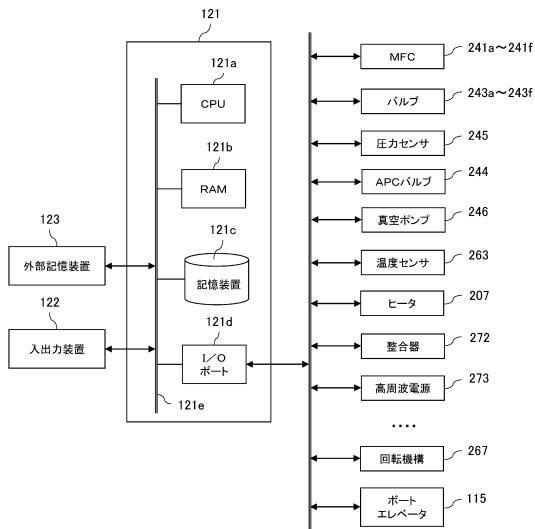 121
121a
CPU
121b
RAM
121c
記憶装置
121d
I/O
ポート
121e
123
外部記憶装置
122
入出力装置
MFC
241a～241f
バルブ
243a～243f
圧力センサ
245
APCバルブ
244
真空ポンプ
246
温度センサ
263
ヒータ
207
整合器
272
高周波電源
273
････
回転機構
267
ボート
エレベータ
115